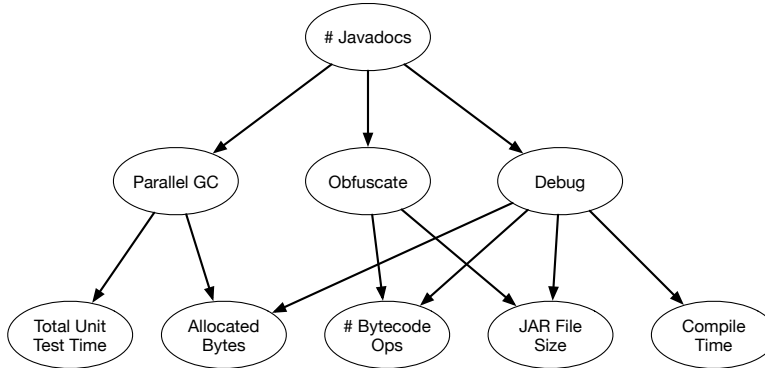 # Javadocs
Parallel GC
Obfuscate
Debug
Total Unit
Test Time
Allocated
Bytes
# Bytecode
Ops
JAR File
Size
Compile
Time